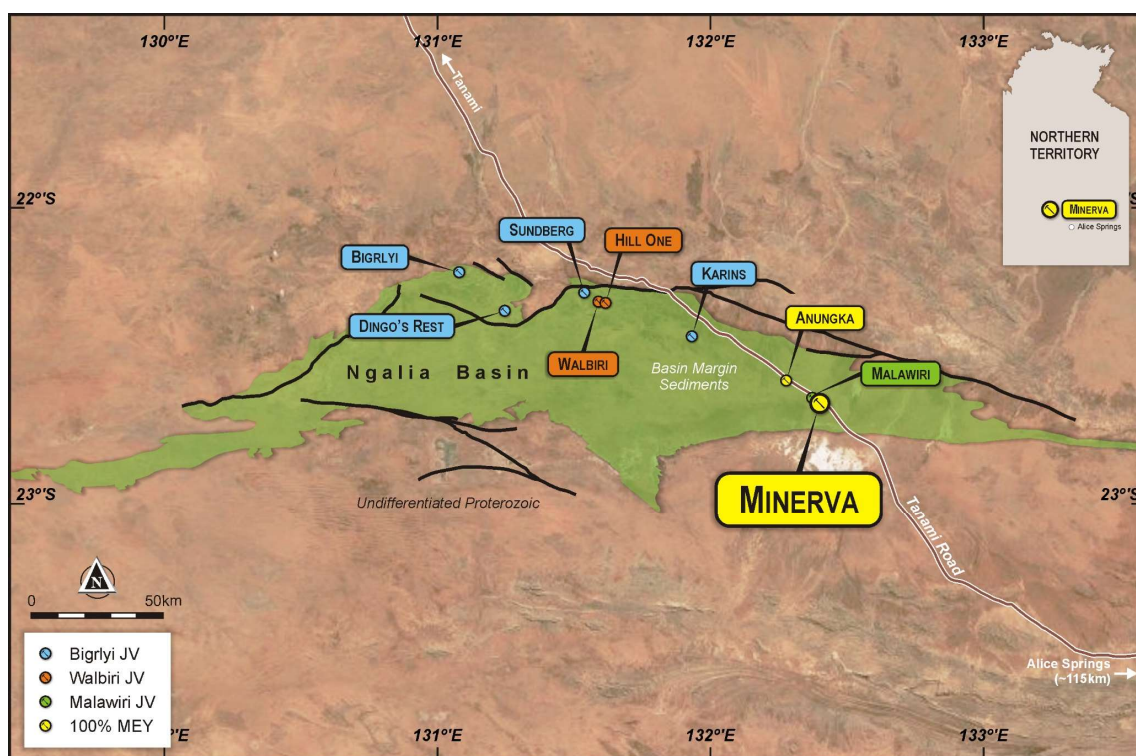 130°'E
131°'E
132°'E
133°'E
Tanami
NORTHERN
TERRITORY
MINERVA
Alice Springs
22°'S
22°'S
SUNDBERG
HILL ONE
BIGRLYI
KARINS
ANUNGKA
DINGO'S REST
WALBIRI
Ngalia Basin
Basin Margin
Sediments
MALAWIRI
MINERVA
23°'S
23°'S
Undifferentiated Proterozoic
Tanami Road
N
0 50km
Bigrlyi JV
Walbiri JV
Malawiri JV
100% MEY
Alice Springs
(~115km)
130°'E
131°'E
132°'E
133°'E